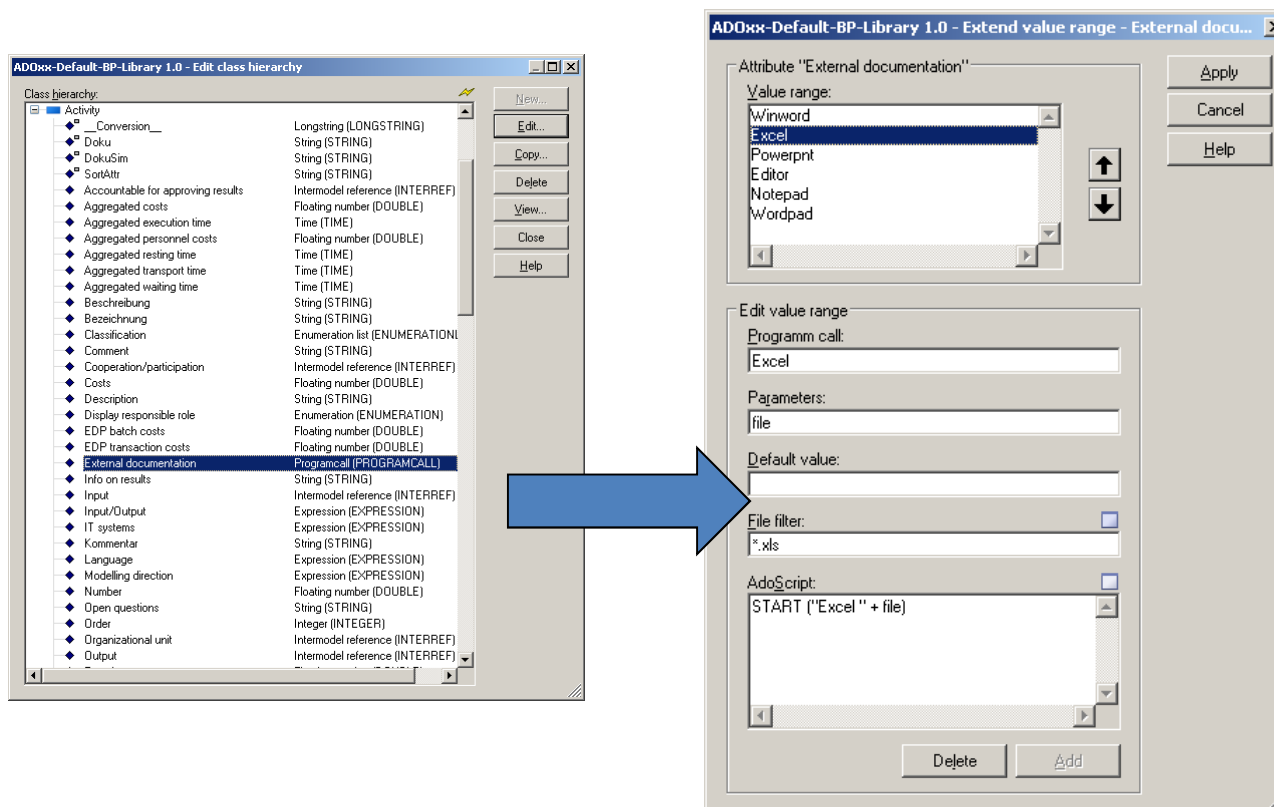 ADOxx-Default-BP-Library 1.0 - Edit class hierarchy
Class hierarchy:
Activity
__Conversion__ Longstring (LONGSTRING)
Doku String (STRING)
DokuSim String (STRING)
SortAttr String (STRING)
Accountable for approving results Intermodel reference (INTERREF)
Aggregated costs Floating number (DOUBLE)
Aggregated execution time Time (TIME)
Aggregated personnel costs Floating number (DOUBLE)
Aggregated resting time Time (TIME)
Aggregated transport time Time (TIME)
Aggregated waiting time Time (TIME)
Beschreibung String (STRING)
Bezeichnung String (STRING)
Classification Enumeration list (ENUMERATIONL
Comment String (STRING)
Cooperation/participation Intermodel reference (INTERREF)
Costs Floating number (DOUBLE)
Description String (STRING)
Display responsible role Enumeration (ENUMERATION)
EDP batch costs Floating number (DOUBLE)
EDP transaction costs Floating number (DOUBLE)
External documentation Programcall (PROGRAMCALL)
Info on results String (STRING)
Input Intermodel reference (INTERREF)
Input/Output Expression (EXPRESSION)
IT systems Expression (EXPRESSION)
Kommentar String (STRING)
Language Expression (EXPRESSION)
Modelling direction Expression (EXPRESSION)
Number Floating number (DOUBLE)
Open questions String (STRING)
Order Integer (INTEGER)
Organizational unit Intermodel reference (INTERREF)
Output Intermodel reference (INTERREF)
New...
Edit...
Copy...
Delete
View...
Close
Help
ADOxx-Default-BP-Library 1.0 - Extend value range - External docu...
Attribute "External documentation"
Value range:
Winword
Excel
Powerpnt
Editor
Notepad
Wordpad
Apply
Cancel
Help
Edit value range
Programm call:
Excel
Parameters:
file
Default value:
File filter:
*.xls
AdoScript:
START ("Excel " + file)
Delete
Add